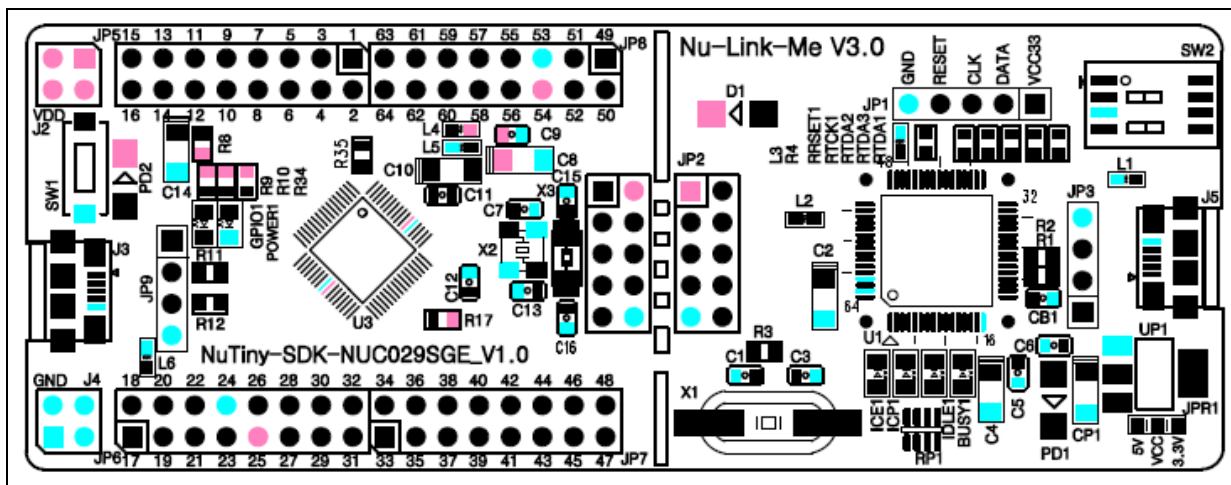 JP5 15 13 11 9 7 5 3 1 63 61 59 57 55 53 51 49 JP8
Nu-Link-Me V3.0
SW2
GND RESET CLK DATA VCC33
D1
JP1
VDD 16 14 12 10 8 6 4 2 64 62 60 58 56 54 52 50
J2
R8
L4
C9
L5
R35
C10
C8
C15
JP2
L3 R4 RRSET1 RTCK1 RTDA2 RTDA3 RTDA1
48
L1
SW1
PD2
C14
R9 R10 R34
C11
X3
32
JP3
J5
GPIO1 POWER1
C7
L2
R2
R1
J3
JP9
R11
X2
C2
C12
64
CB1
R12
C13
U3
R17
C16
16
UP1
L6
NuTiny-SDK-NUC029SGE_V1.0
R3
U1
C6
C1
C3
GND J4 18 20 22 24 26 28 30 32 34 36 38 40 42 44 46 48
X1
C5
JPR1
ICE1 ICP1 IDLE1 BUSY1
C4
CP1
JP6 17 19 21 23 25 27 29 31 33 35 37 39 41 43 45 47 JP7
RP1
PD1
5V VCC 3.3V